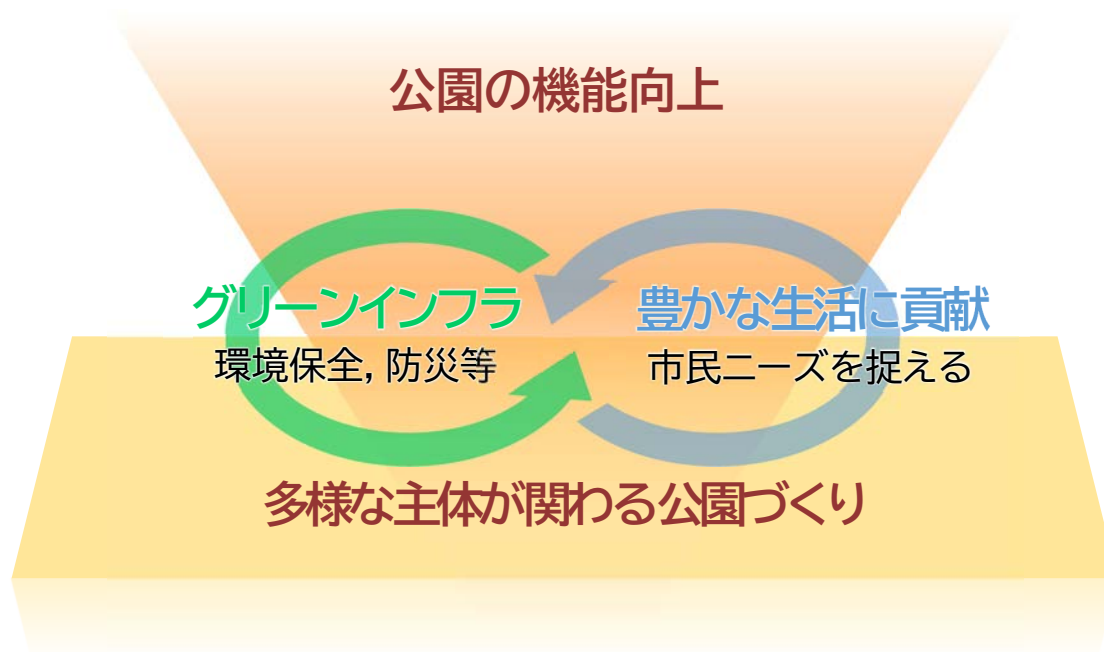 公園の機能向上
グリーンインフラ
環境保全, 防災等
豊かな生活に貢献
市民ニーズを捉える
多様な主体が関わる公園づくり